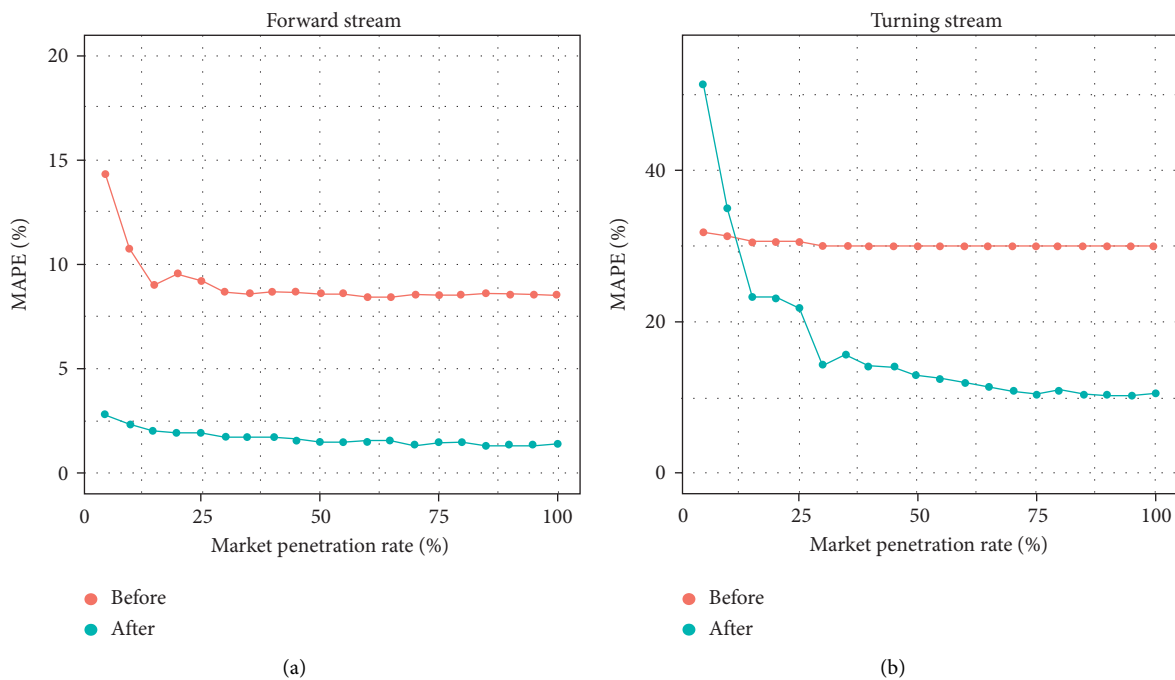 Forward stream
20
15
10
5
0
MAPE (%)
0 25 50 75 100
Market penetration rate (%)
Before
After
(a)
Turning stream
40
20
0
MAPE (%)
0 25 50 75 100
Market penetration rate (%)
Before
After
(b)